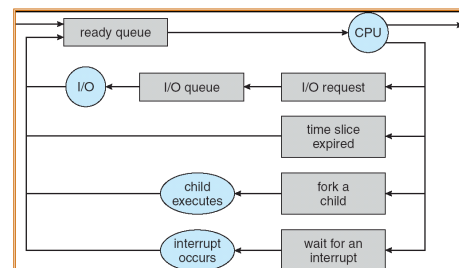 ready queue
CPU
I/O
I/O queue
I/O request
time slice
expired
child
executes
fork a
child
interrupt
occurs
wait for an
interrupt